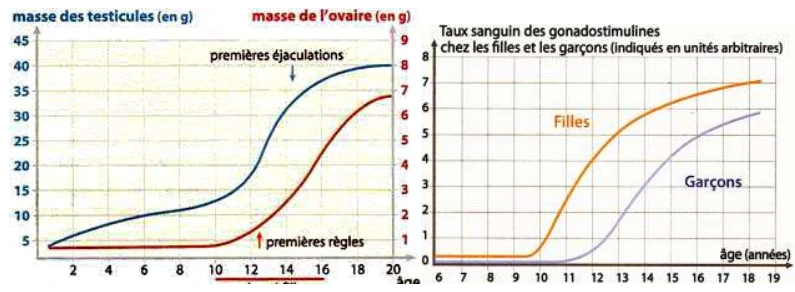 masse des testicules (en g)
masse de l'ovaire (en g)
45
40
35
30
25
20
15
10
5
9
8
7
6
5
4
3
2
1
premières éjaculations
premières règles
2 4 6 8 10 12 14 16 18 20
âge
Taux sanguin des gonadostimulines
chez les filles et les garçons (indiqués en unités arbitraires)
8
7
6
5
4
3
2
1
0
Filles
Garçons
âge (années)
6 7 8 9 10 11 12 13 14 15 16 17 18 19